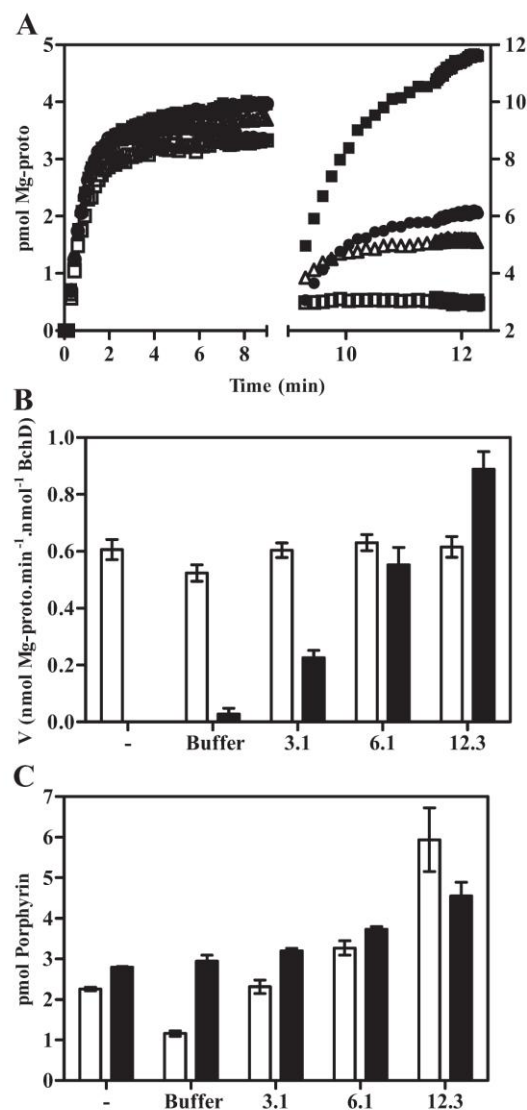 A
5
4
3
2
1
0
pmol Mg-proto
12
10
8
6
4
2
0 2 4 6 8 10 12
Time (min)
B
1.0
0.8
0.6
0.4
0.2
0.0
V (nmol Mg-proto.min⁻¹.nmol⁻¹ BchD)
- Buffer 3.1 6.1 12.3
C
7
6
5
4
3
2
1
0
pmol Porphyrin
- Buffer 3.1 6.1 12.3